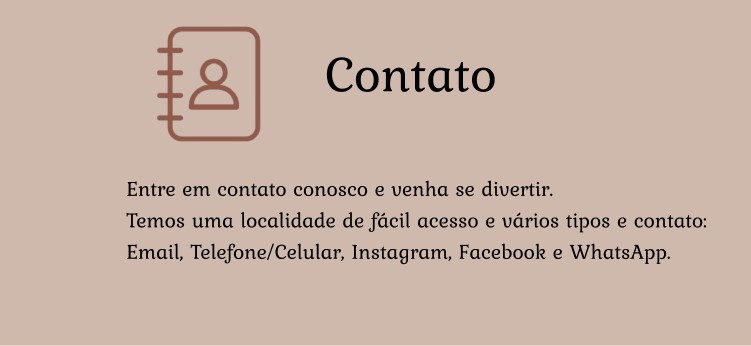 Contato
Entre em contato conosco e venha se divertir.
Temos uma localidade de fácil acesso e vários tipos e contato:
Email, Telefone/Celular, Instagram, Facebook e WhatsApp.